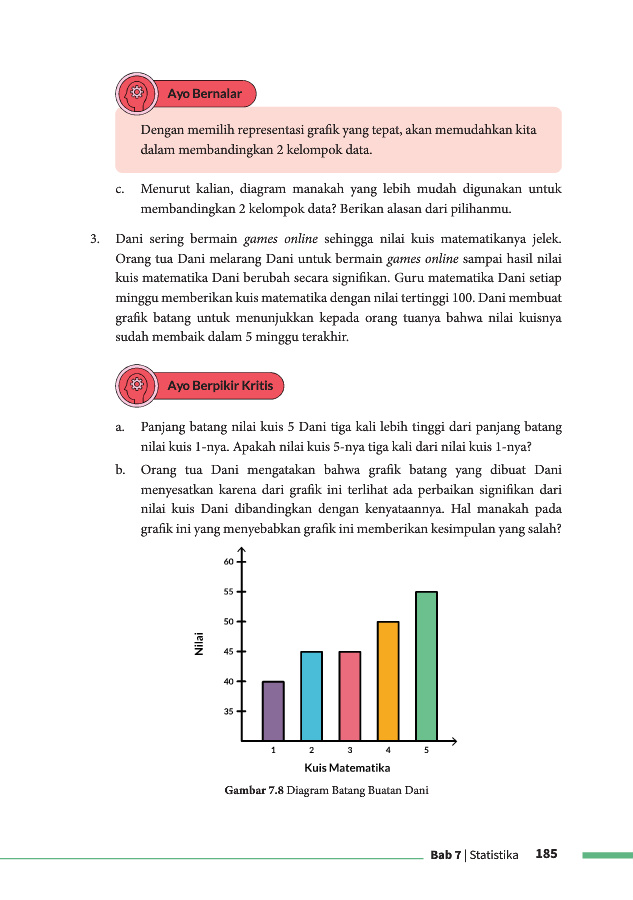 Ayo Bernalar
Dengan memilih representasi grafik yang tepat, akan memudahkan kita
dalam membandingkan 2 kelompok data.
c. Menurut kalian, diagram manakah yang lebih mudah digunakan untuk
membandingkan 2 kelompok data? Berikan alasan dari pilihanmu.
3. Dani sering bermain games online sehingga nilai kuis matematikanya jelek.
Orang tua Dani melarang Dani untuk bermain games online sampai hasil nilai
kuis matematika Dani berubah secara signifikan. Guru matematika Dani setiap
minggu memberikan kuis matematika dengan nilai tertinggi 100. Dani membuat
grafik batang untuk menunjukkan kepada orang tuanya bahwa nilai kuisnya
sudah membaik dalam 5 minggu terakhir.
Ayo Berpikir Kritis
a. Panjang batang nilai kuis 5 Dani tiga kali lebih tinggi dari panjang batang
nilai kuis 1-nya. Apakah nilai kuis 5-nya tiga kali dari nilai kuis 1-nya?
b. Orang tua Dani mengatakan bahwa grafik batang yang dibuat Dani
menyesatkan karena dari grafik ini terlihat ada perbaikan signifikan dari
nilai kuis Dani dibandingkan dengan kenyataannya. Hal manakah pada
grafik ini yang menyebabkan grafik ini memberikan kesimpulan yang salah?
60
55
50
45
40
35
Nilai
1 2 3 4 5
Kuis Matematika
Gambar 7.8 Diagram Batang Buatan Dani
Bab 7 | Statistika 185